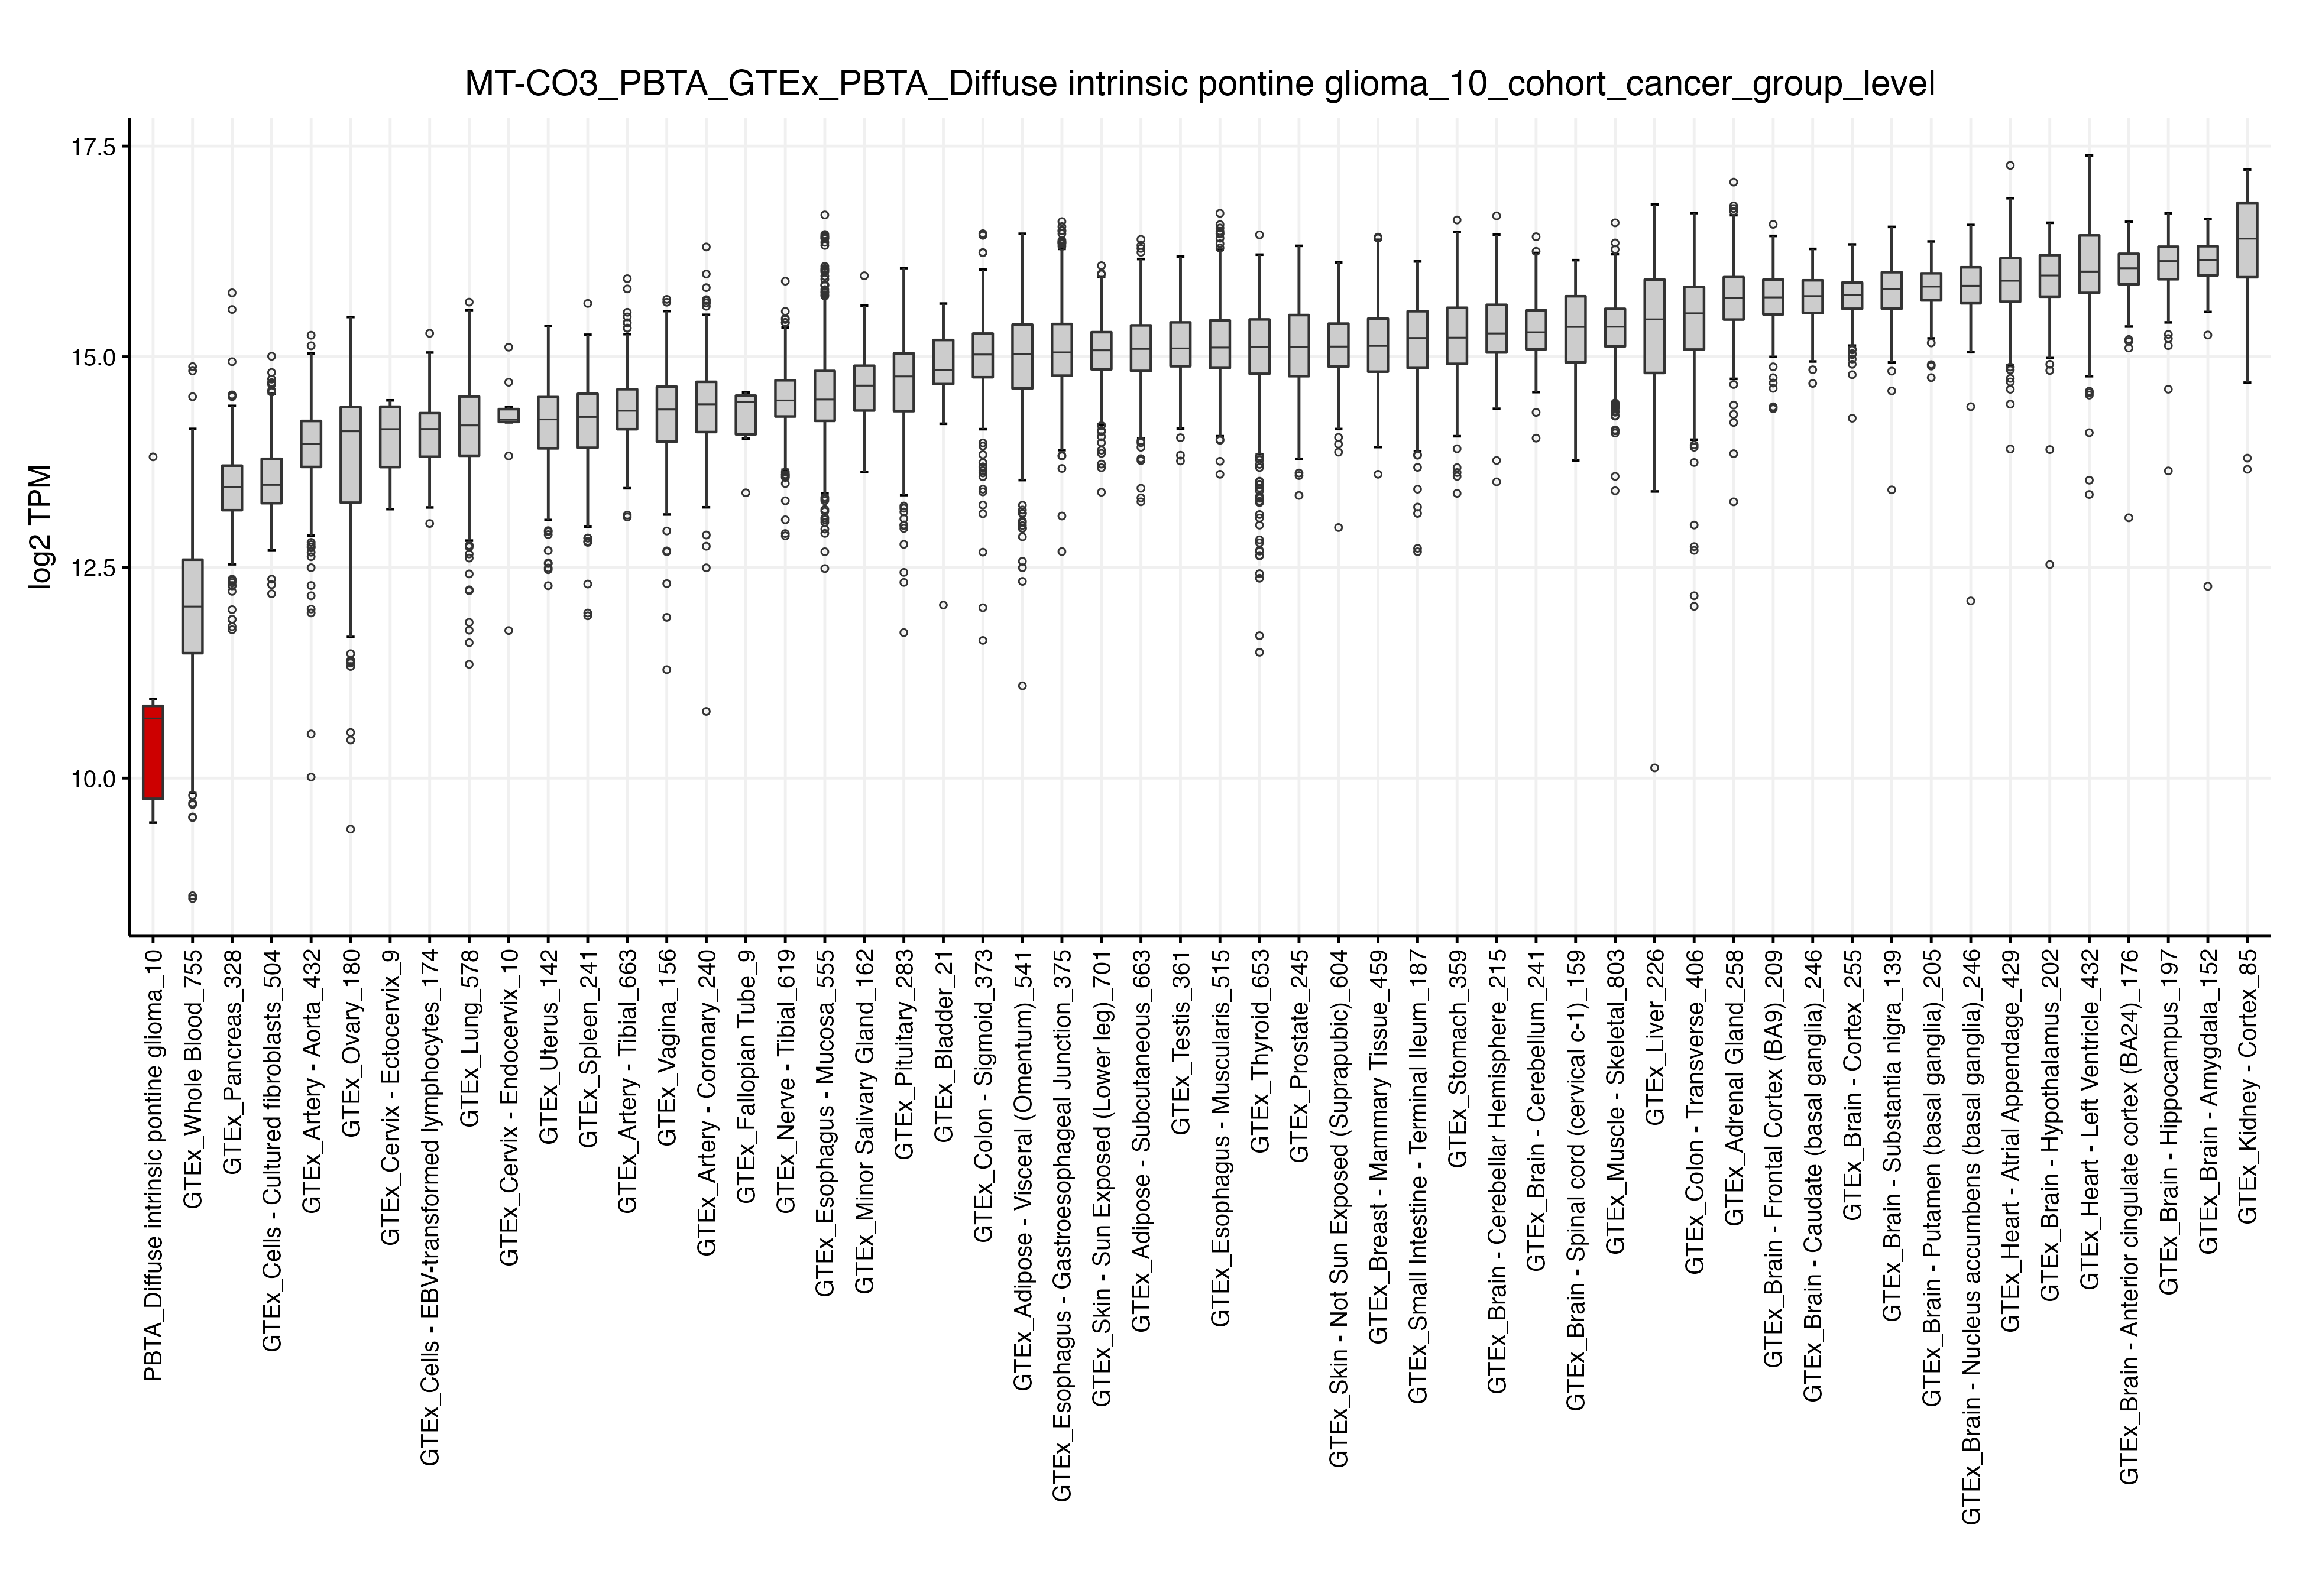 MT-CO3_PBTA_GTEx_PBTA_Diffuse intrinsic pontine glioma_10_cohort_cancer_group_level
log2 TPM
17.5
15.0
12.5
10.0
PBTA_Diffuse intrinsic pontine glioma_10
GTEx_Whole Blood_755
GTEx_Pancreas_328
GTEx_Cells - Cultured fibroblasts_504
GTEx_Artery - Aorta_432
GTEx_Ovary_180
GTEx_Cervix - Ectocervix_9
GTEx_Cells - EBV-transformed lymphocytes_174
GTEx_Lung_578
GTEx_Cervix - Endocervix_10
GTEx_Uterus_142
GTEx_Spleen_241
GTEx_Artery - Tibial_663
GTEx_Vagina_156
GTEx_Artery - Coronary_240
GTEx_Fallopian Tube_9
GTEx_Nerve - Tibial_619
GTEx_Esophagus - Mucosa_555
GTEx_Minor Salivary Gland_162
GTEx_Pituitary_283
GTEx_Bladder_21
GTEx_Colon - Sigmoid_373
GTEx_Adipose - Visceral (Omentum)_541
GTEx_Esophagus - Gastroesophageal Junction_375
GTEx_Skin - Sun Exposed (Lower leg)_701
GTEx_Adipose - Subcutaneous_663
GTEx_Testis_361
GTEx_Esophagus - Muscularis_515
GTEx_Thyroid_653
GTEx_Prostate_245
GTEx_Skin - Not Sun Exposed (Suprapubic)_604
GTEx_Breast - Mammary Tissue_459
GTEx_Small Intestine - Terminal Ileum_187
GTEx_Stomach_359
GTEx_Brain - Cerebellar Hemisphere_215
GTEx_Brain - Cerebellum_241
GTEx_Brain - Spinal cord (cervical c-1)_159
GTEx_Muscle - Skeletal_803
GTEx_Liver_226
GTEx_Colon - Transverse_406
GTEx_Adrenal Gland_258
GTEx_Brain - Frontal Cortex (BA9)_209
GTEx_Brain - Caudate (basal ganglia)_246
GTEx_Brain - Cortex_255
GTEx_Brain - Substantia nigra_139
GTEx_Brain - Putamen (basal ganglia)_205
GTEx_Brain - Nucleus accumbens (basal ganglia)_246
GTEx_Heart - Atrial Appendage_429
GTEx_Brain - Hypothalamus_202
GTEx_Heart - Left Ventricle_432
GTEx_Brain - Anterior cingulate cortex (BA24)_176
GTEx_Brain - Hippocampus_197
GTEx_Brain - Amygdala_152
GTEx_Kidney - Cortex_85